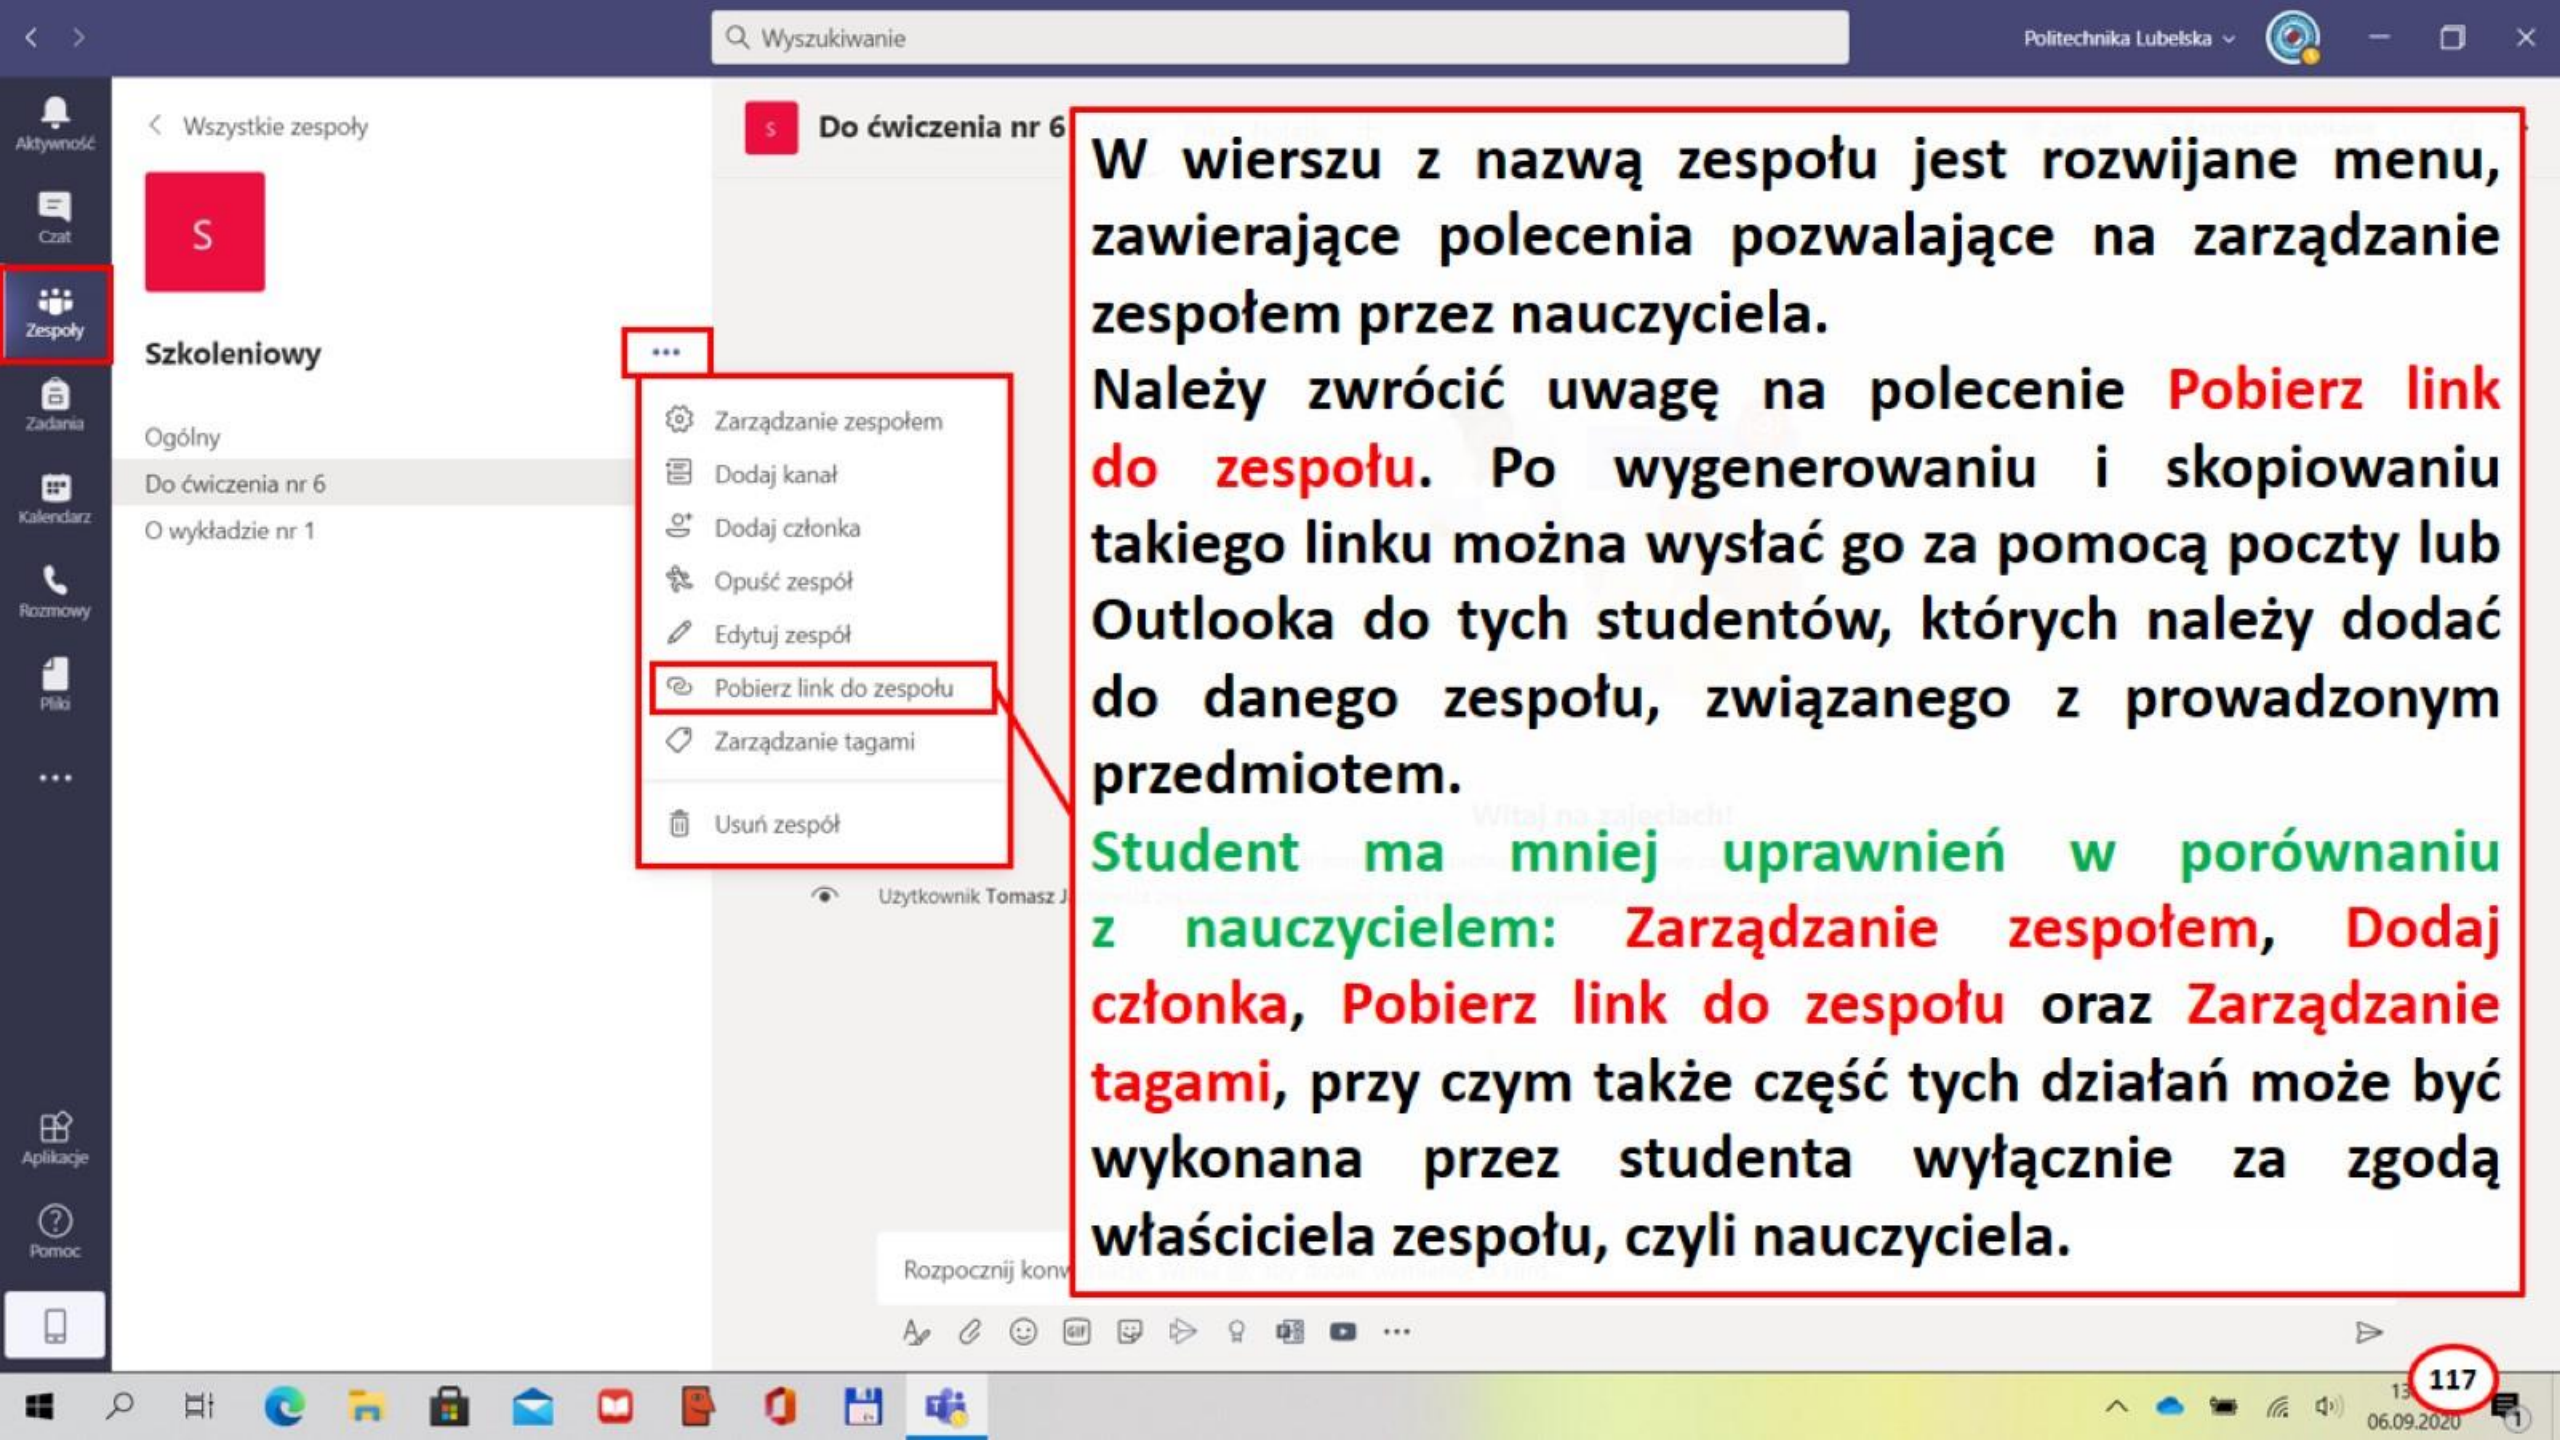 Wyszukiwanie
Politechnika Lubelska
Aktywność
Czat
Zespoły
Zadania
Kalendarz
Rozmowy
Pliki
Aplikacje
Pomoc
Wszystkie zespoły
S
Szkoleniowy
Ogólny
Do ćwiczenia nr 6
O wykładzie nr 1
Zarządzanie zespołem
Dodaj kanał
Dodaj członka
Opuść zespół
Edytuj zespół
Pobierz link do zespołu
Zarządzanie tagami
Usuń zespół
S
Do ćwiczenia nr 6
W wierszu z nazwą zespołu jest rozwijane menu,
zawierające polecenia pozwalające na zarządzanie
zespołem przez nauczyciela.
Należy zwrócić uwagę na polecenie Pobierz link
do zespołu. Po wygenerowaniu i skopiowaniu
takiego linku można wysłać go za pomocą poczty lub
Outlooka do tych studentów, których należy dodać
do danego zespołu, związanego z prowadzonym
przedmiotem.
Witaj na zajęciach!
Student ma mniej uprawnień w porównaniu
z nauczycielem: Zarządzanie zespołem, Dodaj
członka, Pobierz link do zespołu oraz Zarządzanie
tagami, przy czym także część tych działań może być
wykonana przez studenta wyłącznie za zgodą
właściciela zespołu, czyli nauczyciela.
Użytkownik Tomasz
Rozpocznij
GIF
117
06.09.2020
1